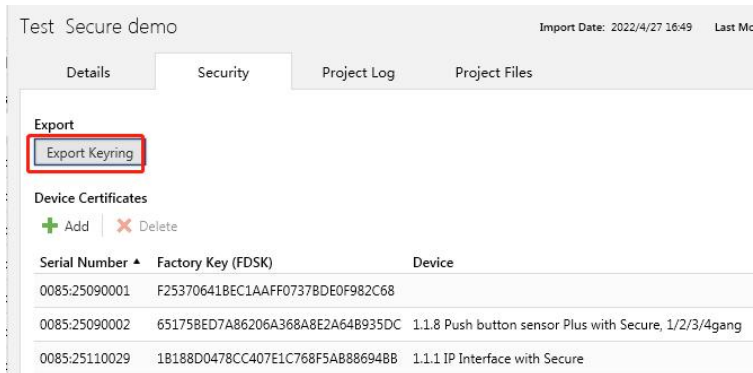 Test Secure demo Import Date: 2022/4/27 16:49 Last Mo
Details Security Project Log Project Files
Export
Export Keyring
Device Certificates
Add Delete
Serial Number Factory Key (FDSK) Device
0085:25090001 F25370641BEC1AAFF0737BDE0F982C68
0085:25090002 65175BED7A86206A368A8E2A64B935DC 1.1.8 Push button sensor Plus with Secure, 1/2/3/4gang
0085:25110029 1B188D0478CC407E1C768F5AB88694BB 1.1.1 IP Interface with Secure